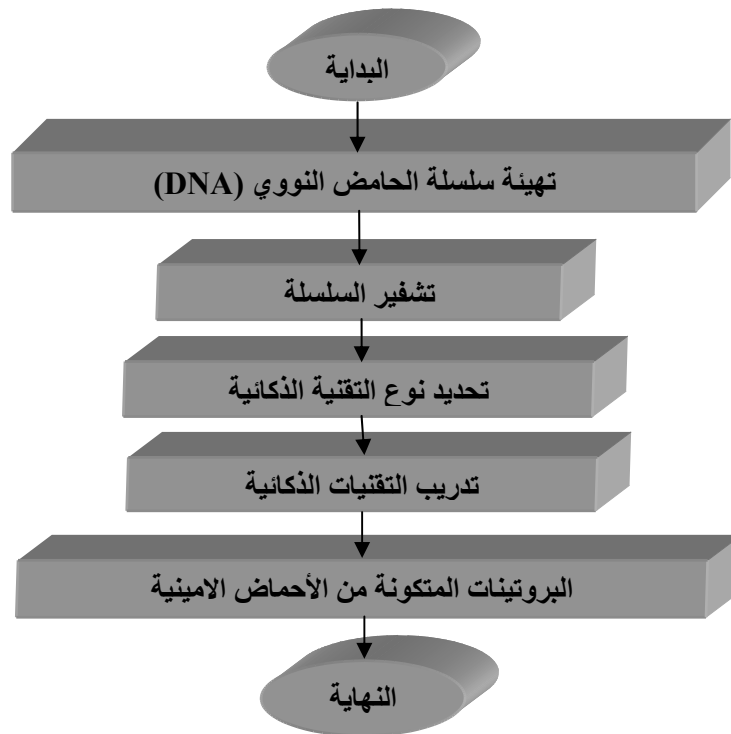 البداية
تهيئة سلسلة الحامض النووي (DNA)
تشفير السلسلة
تحديد نوع التقنية الذكائية
تدريب التقنيات الذكائية
البروتينات المتكونة من الأحماض الامينية
النهاية